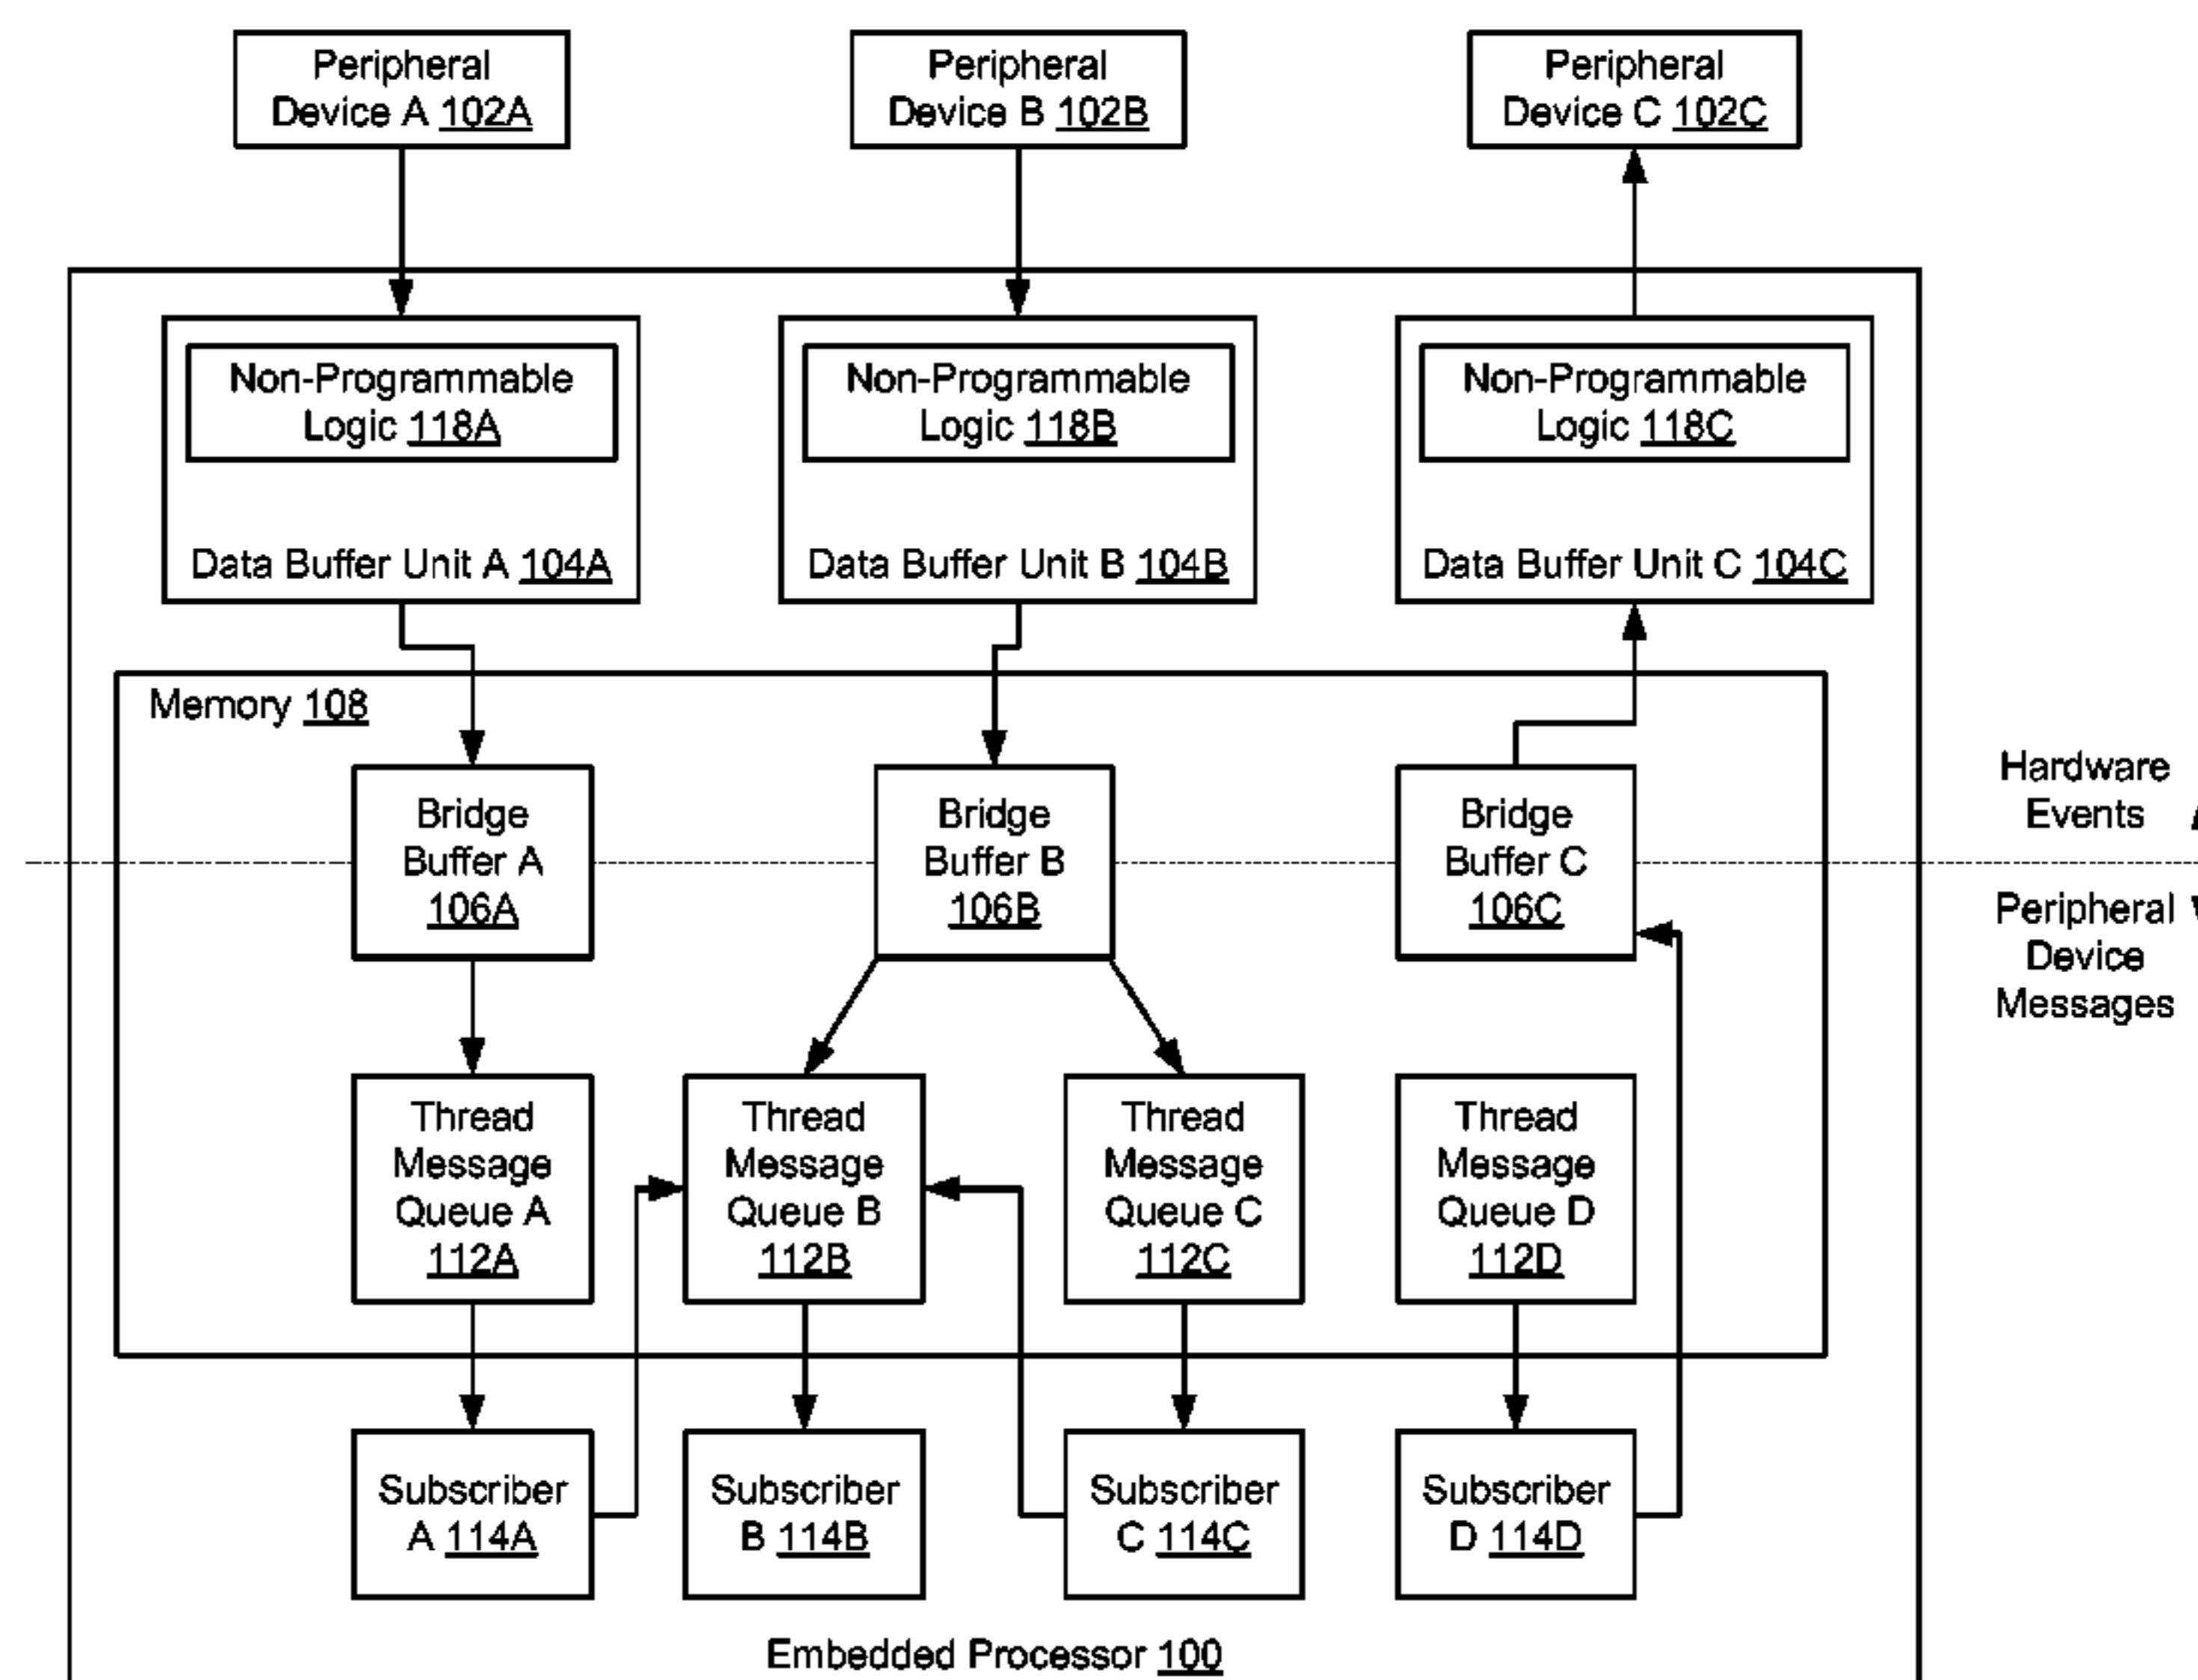 Peripheral
Device A 102A
Peripheral
Device B 102B
Peripheral
Device C 102C
Non-Programmable
Logic 118A
Non-Programmable
Logic 118B
Non-Programmable
Logic 118C
Data Buffer Unit A 104A
Data Buffer Unit B 104B
Data Buffer Unit C 104C
Memory 108
Bridge
Buffer A
106A
Bridge
Buffer B
106B
Bridge
Buffer C
106C
Hardware
Events
Peripheral
Device
Messages
Thread
Message
Queue A
112A
Thread
Message
Queue B
112B
Thread
Message
Queue C
112C
Thread
Message
Queue D
112D
Subscriber
A 114A
Subscriber
B 114B
Subscriber
C 114C
Subscriber
D 114D
Embedded Processor 100